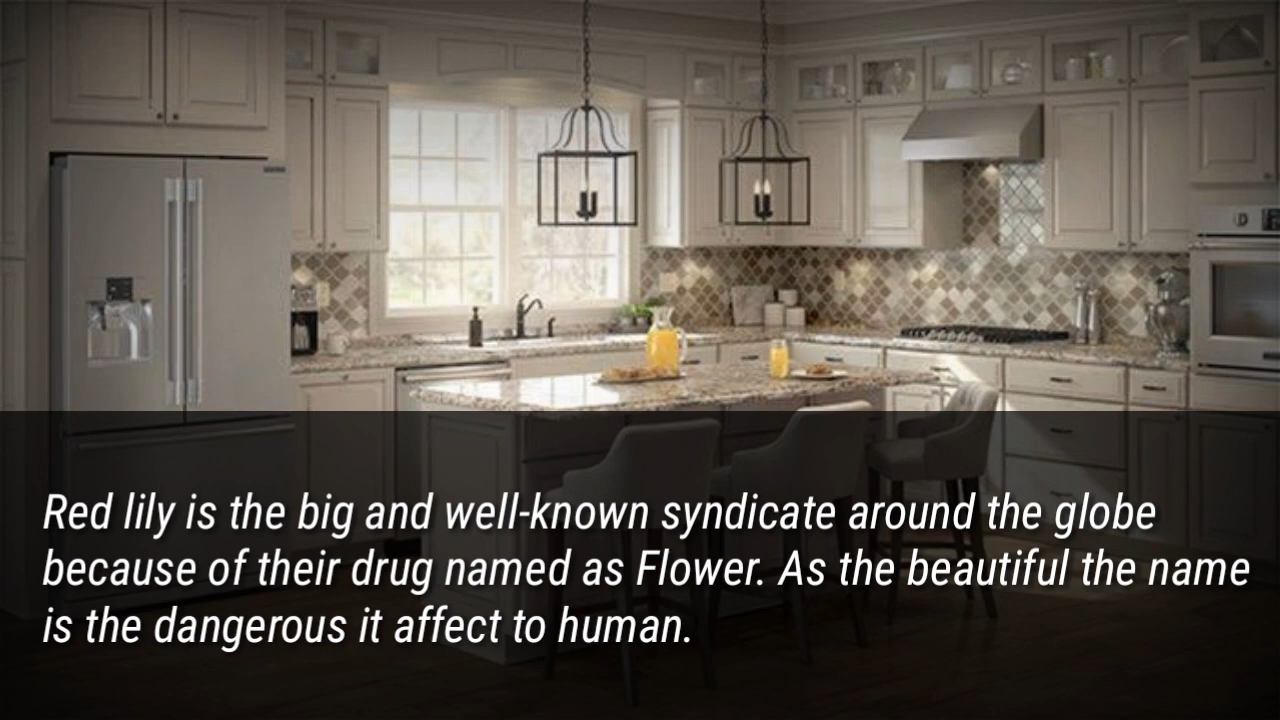 Red lily is the big and well-known syndicate around the globe
because of their drug named as Flower. As the beautiful the name
is the dangerous it affect to human.